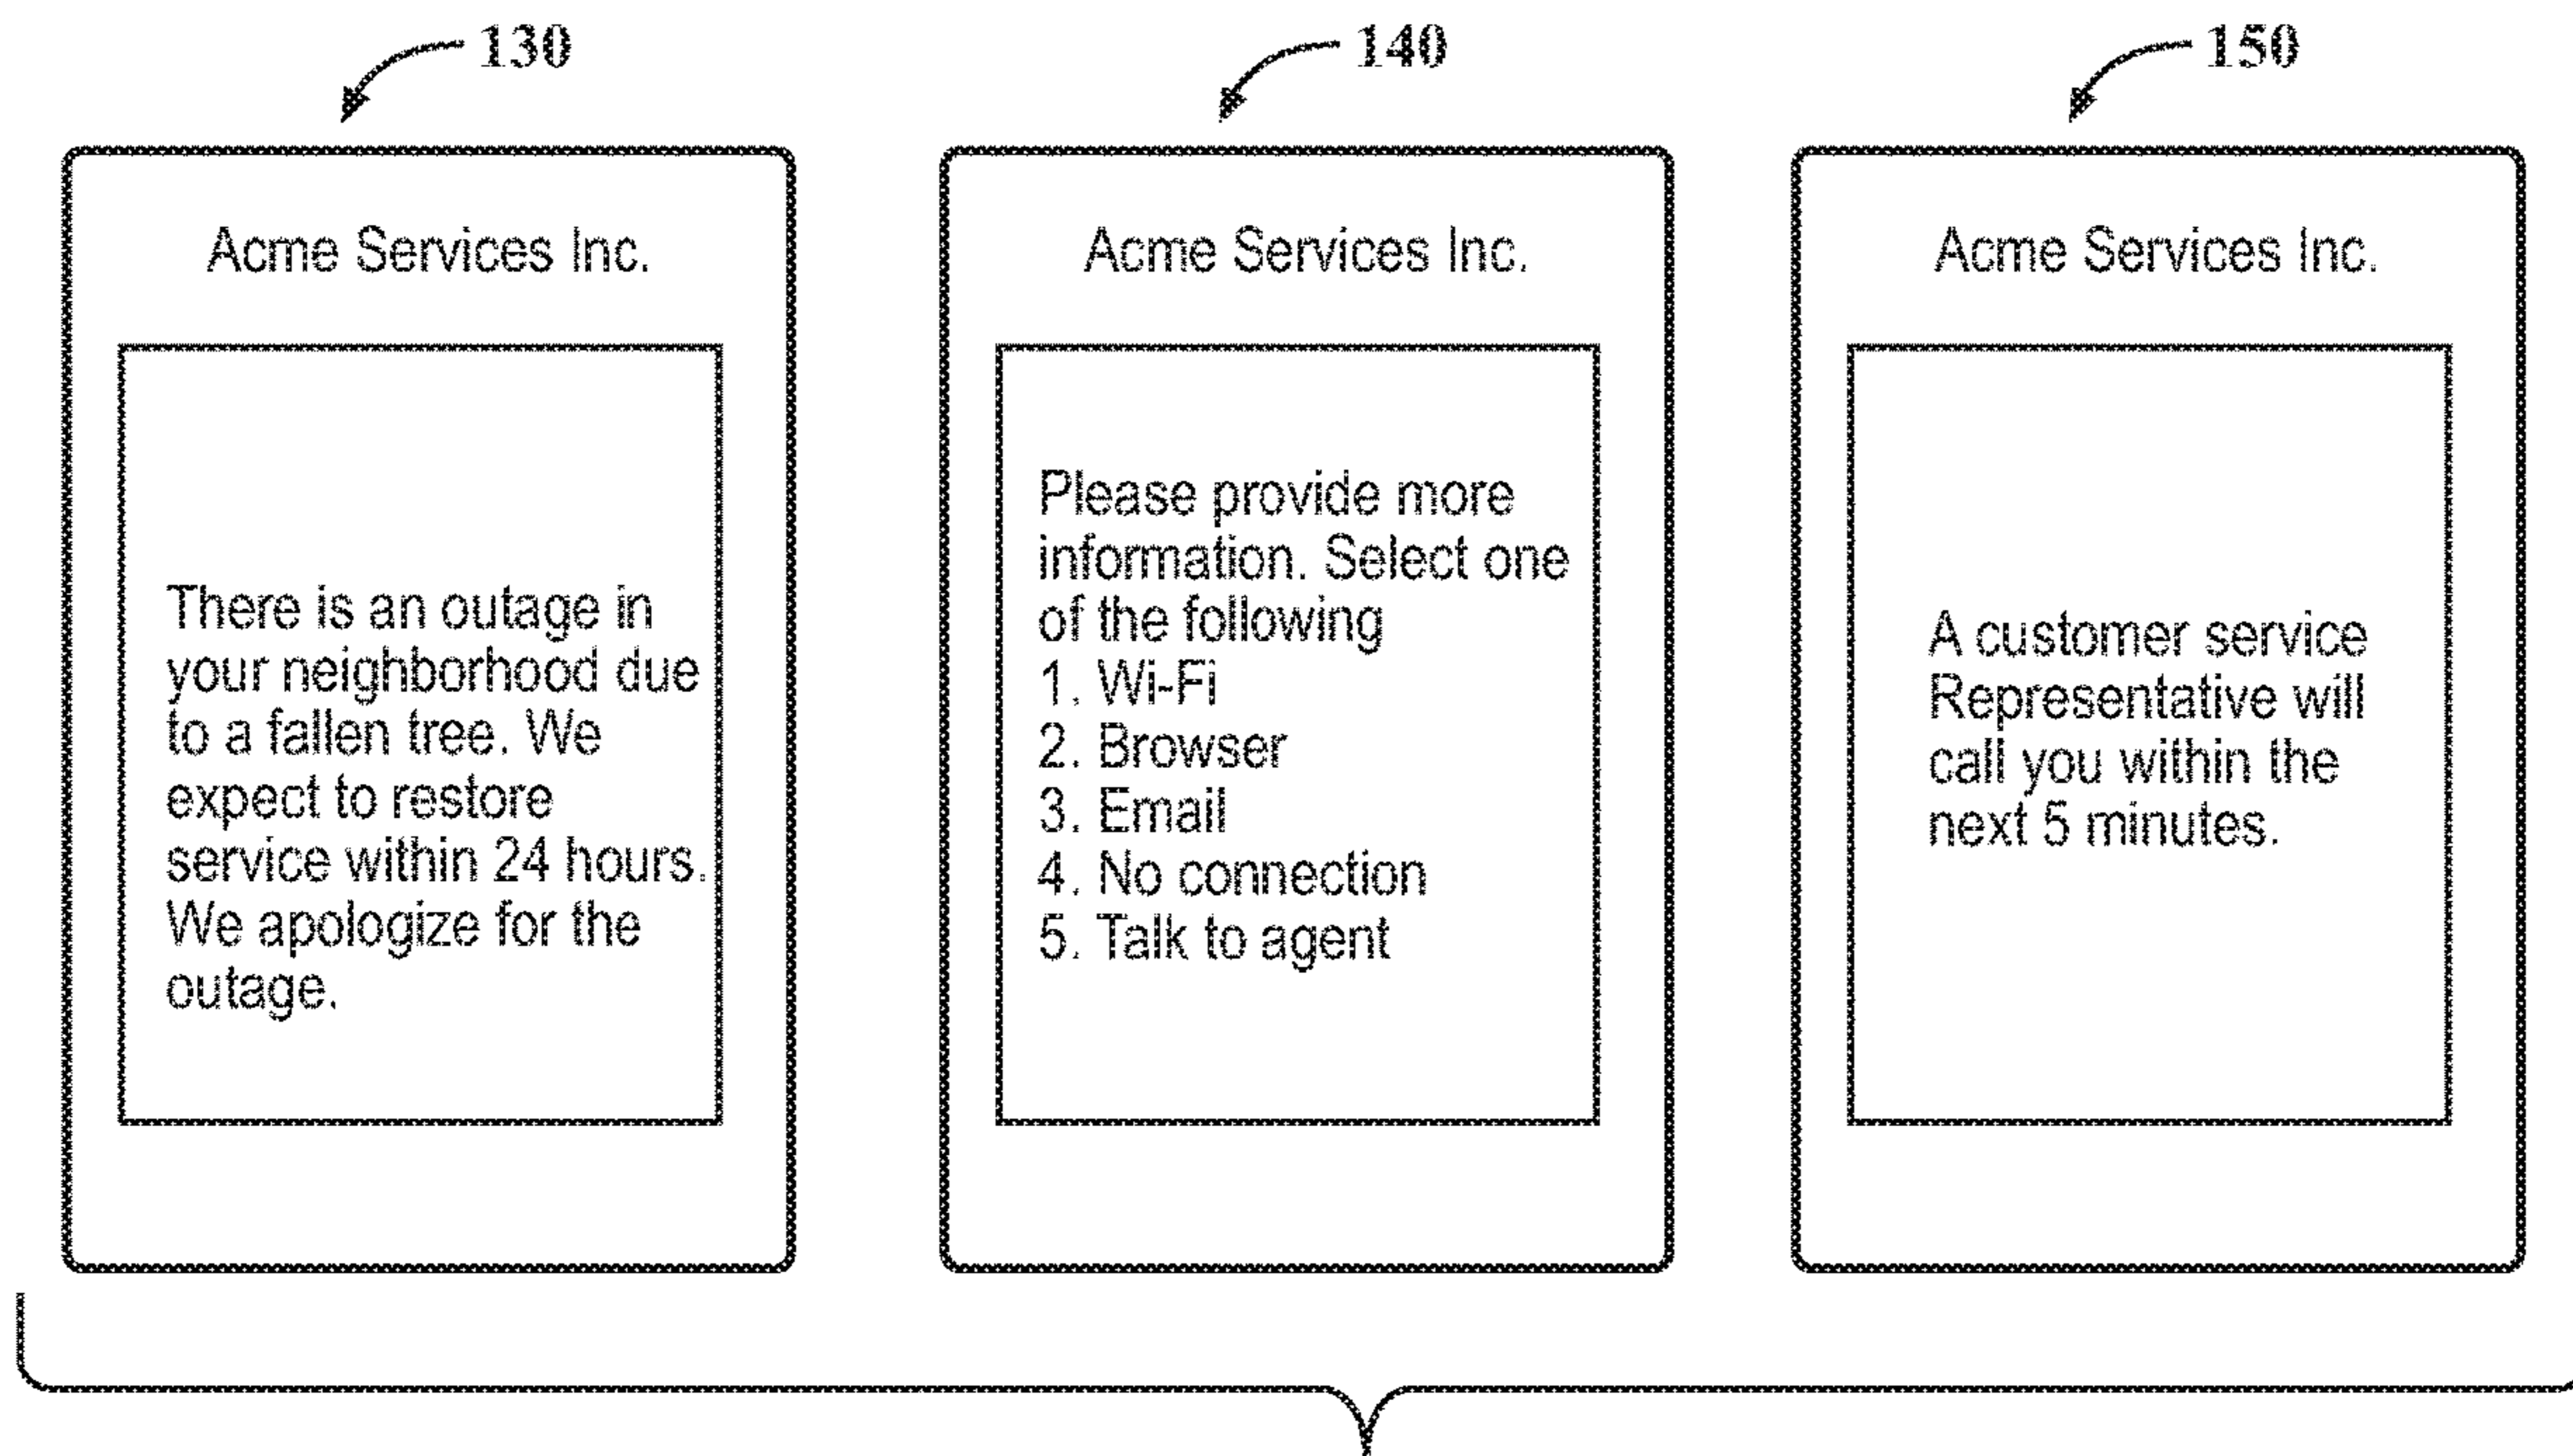 130
Acme Services Inc.
There is an outage in
your neighborhood due
to a fallen tree. We
expect to restore
service within 24 hours.
We apologize for the
outage.
140
Acme Services Inc.
Please provide more
information. Select one
of the following
1. Wi-Fi
2. Browser
3. Email
4. No connection
5. Talk to agent
150
Acme Services Inc.
A customer service
Representative will
call you within the
next 5 minutes.